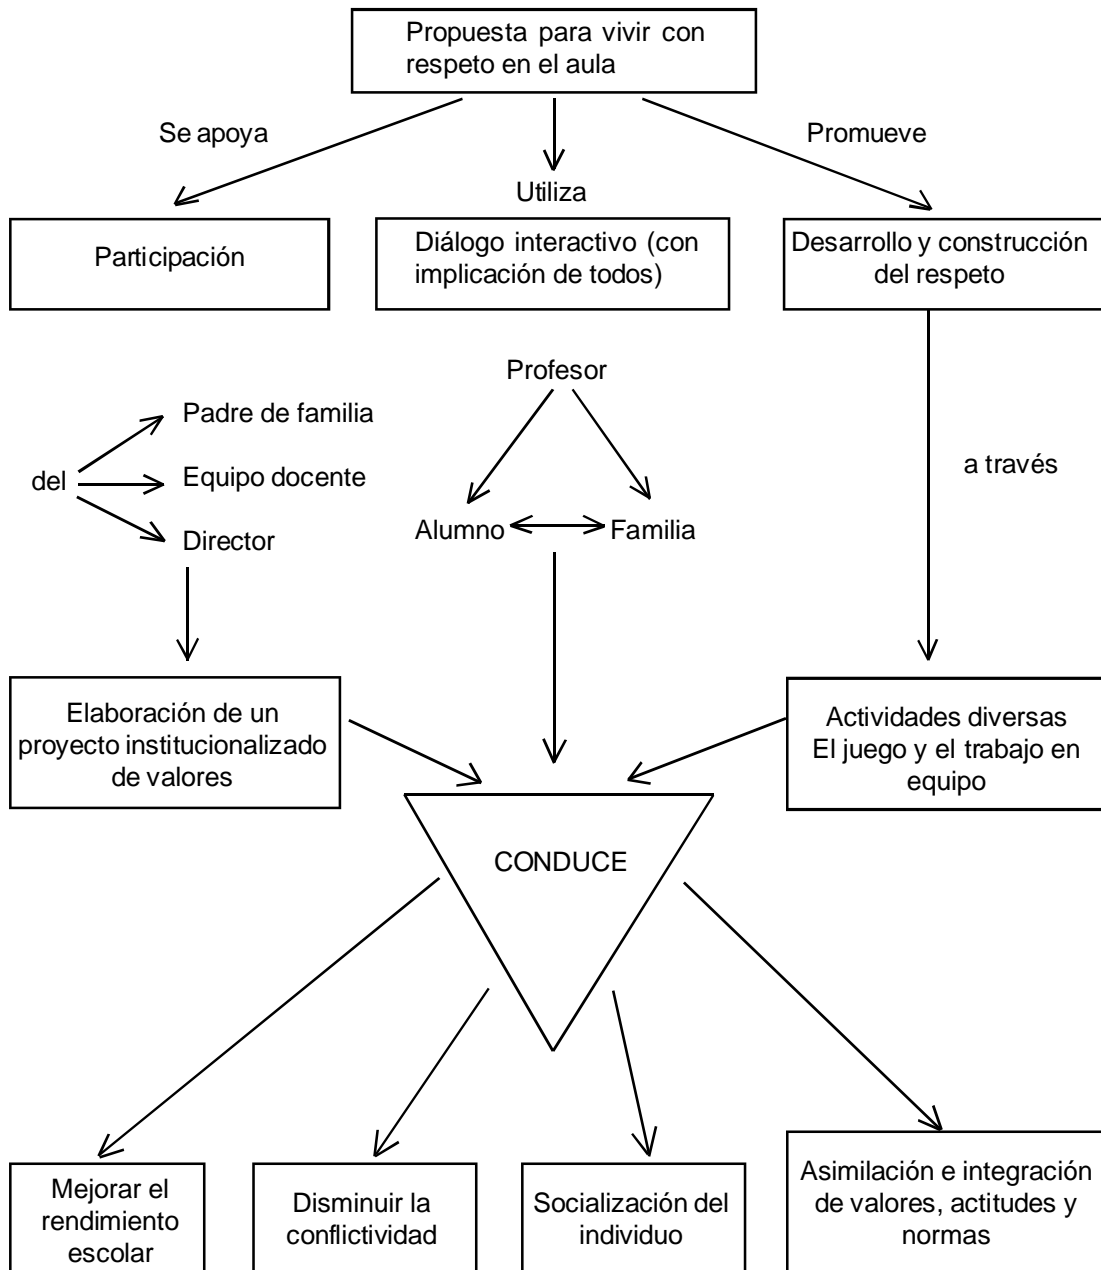 Propuesta para vivir con
respeto en el aula
Se apoya
Promueve
Utiliza
Participación
Diálogo interactivo (con
implicación de todos)
Desarrollo y construcción
del respeto
Profesor
Padre de familia
del
Equipo docente
a través
Director
Alumno
Familia
Elaboración de un
proyecto institucionalizado
de valores
Actividades diversas
El juego y el trabajo en
equipo
CONDUCE
Mejorar el
rendimiento
escolar
Disminuir la
conflictividad
Socialización del
individuo
Asimilación e integración
de valores, actitudes y
normas